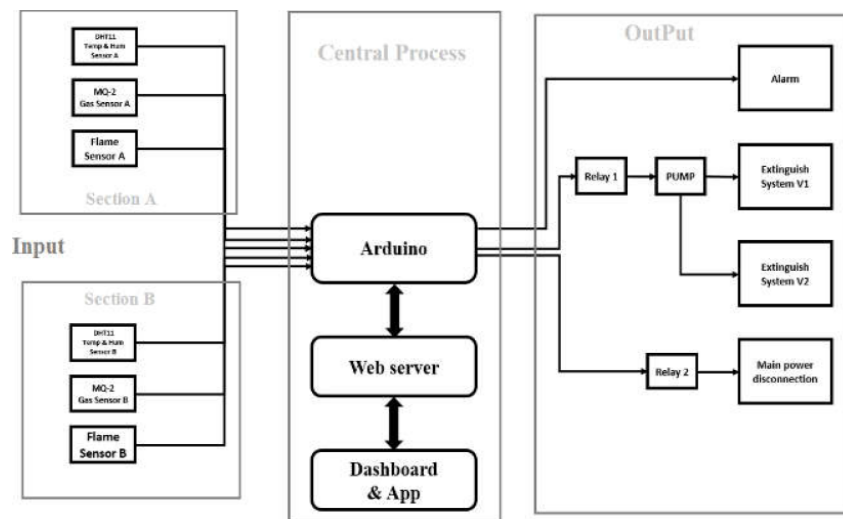 DHT11
Temp & Hum
Sensor A
MQ-2
Gas Sensor A
Flame
Sensor A
Section A
Input
Section B
DHT11
Temp & Hum
Sensor B
MQ-2
Gas Sensor B
Flame
Sensor B
Central Process
Arduino
Web server
Dashboard
& App
OutPut
Alarm
Relay 1
PUMP
Extinguish
System V1
Extinguish
System V2
Relay 2
Main power
disconnection